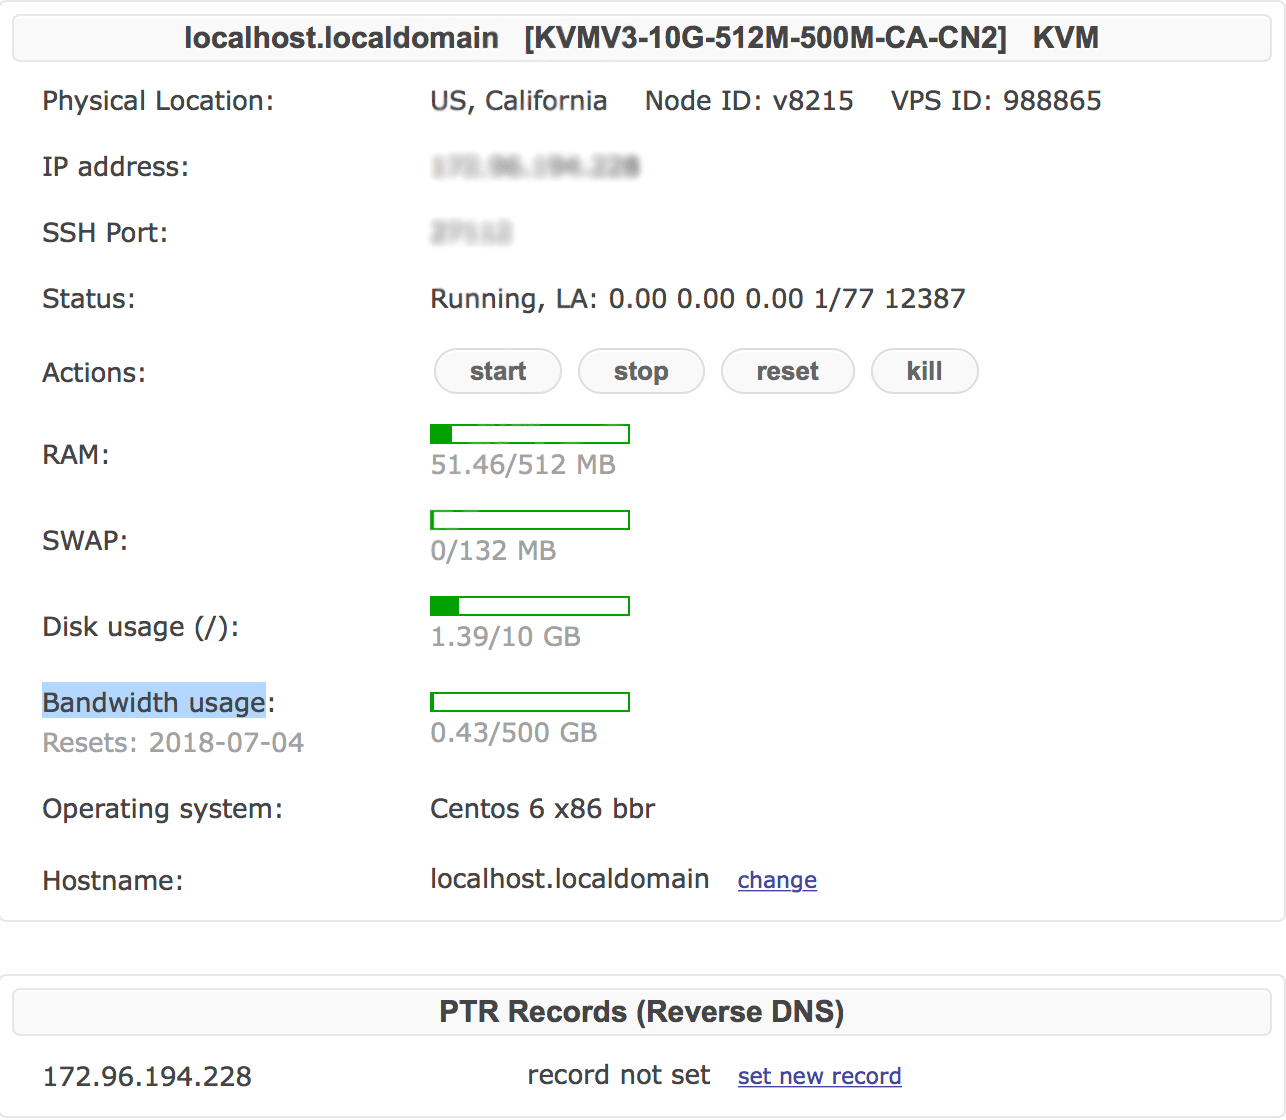 localhost.localdomain [KVMV3-10G-512M-500M-CA-CN2] KVM
Physical Location: US, California Node ID: v8215 VPS ID: 988865
IP address:
SSH Port:
Status: Running, LA: 0.00 0.00 0.00 1/77 12387
Actions: start stop reset kill
RAM:
51.46/512 MB
SWAP:
0/132 MB
Disk usage (/):
1.39/10 GB
Bandwidth usage:
Resets: 2018-07-04 0.43/500 GB
Operating system: Centos 6 x86 bbr
Hostname: localhost.localdomain change
PTR Records (Reverse DNS)
172.96.194.228 record not set set new record